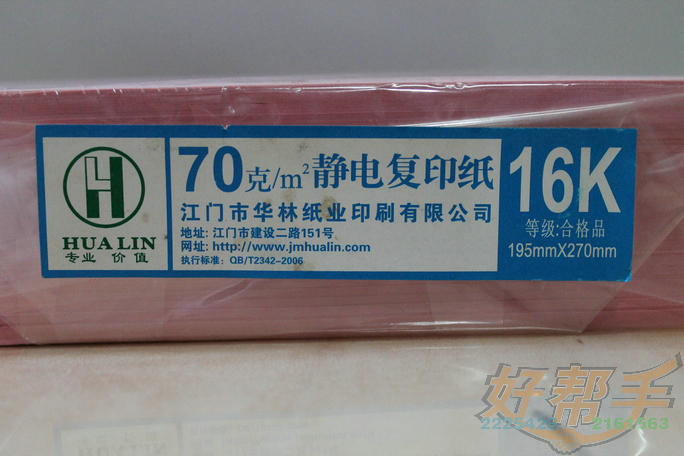 HUA LIN
专业 价值
70克/m² 静电复印纸
江门市华林纸业印刷有限公司
地址: 江门市建设二路151号
网址: http://www.jmhualin.com
执行标准: QB/T2342-2006
16K
等级:合格品
195mmX270mm
好帮手